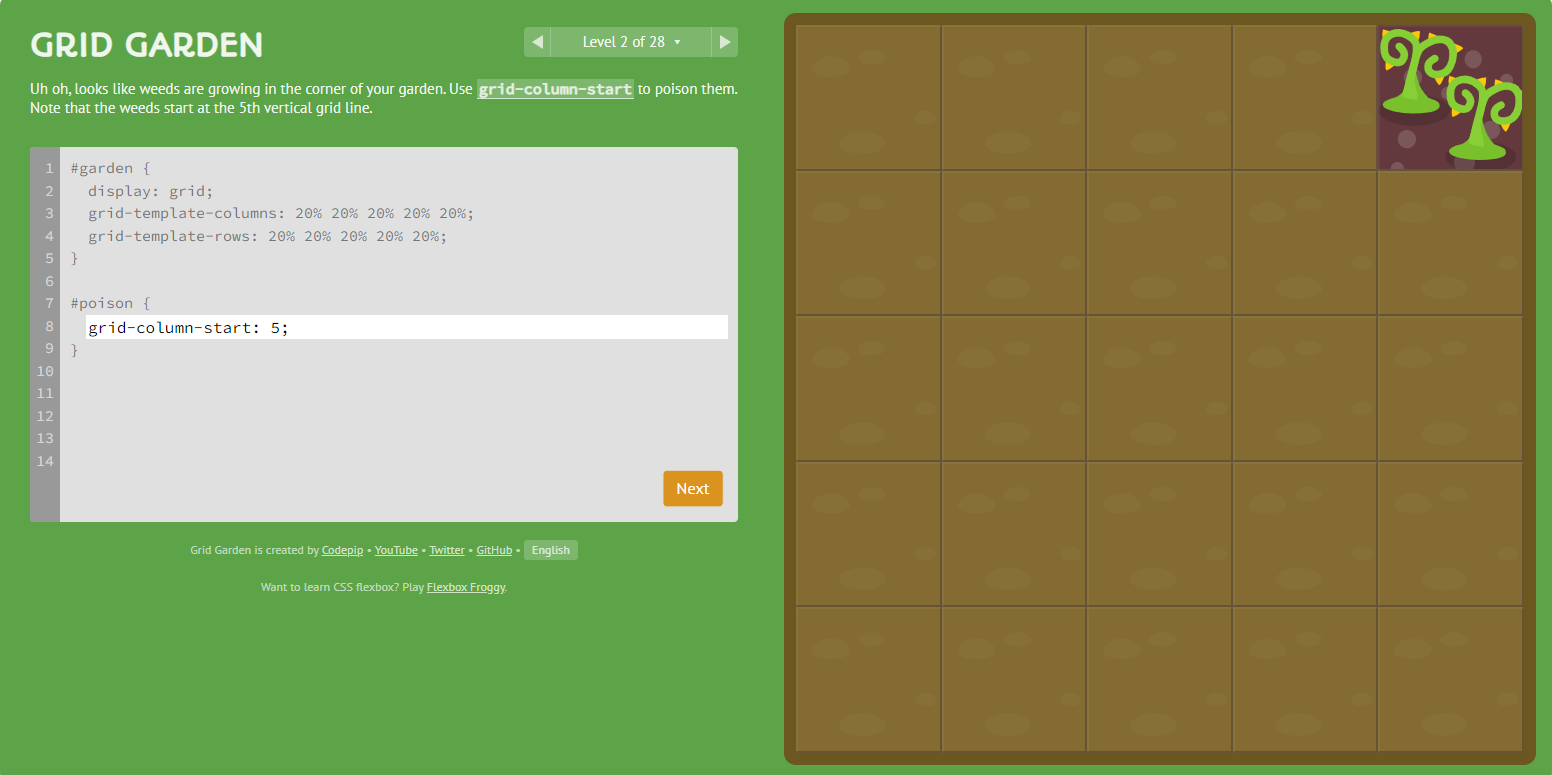 GRID GARDEN
Level 2 of 28
Uh oh, looks like weeds are growing in the corner of your garden. Use grid-column-start to poison them.
Note that the weeds start at the 5th vertical grid line.
1 #garden {
2 display: grid;
3 grid-template-columns: 20% 20% 20% 20% 20%;
4 grid-template-rows: 20% 20% 20% 20% 20%;
5 }
6
7 #poison {
8 grid-column-start: 5;
9 }
10
11
12
13
14
Next
Grid Garden is created by Codepip • YouTube • Twitter • GitHub • English
Want to learn CSS flexbox? Play Flexbox Froggy.